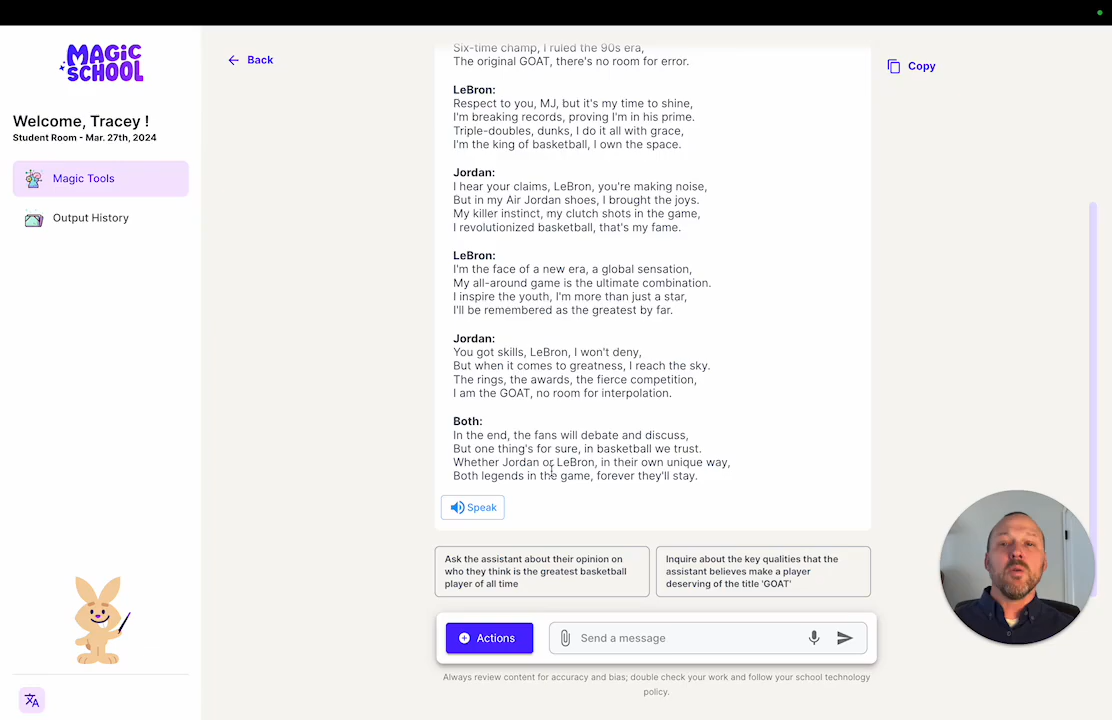 MAGIC
SCHOOL
Welcome, Tracey !
Student Room - Mar. 27th, 2024
Magic Tools
Output History
Back
Copy
Six-time champ, I ruled the 90s era,
The original GOAT, there's no room for error.
LeBron:
Respect to you, MJ, but it's my time to shine,
I'm breaking records, proving I'm in his prime.
Triple-doubles, dunks, I do it all with grace,
I'm the king of basketball, I own the space.
Jordan:
I hear your claims, LeBron, you're making noise,
But in my Air Jordan shoes, I brought the joys.
My killer instinct, my clutch shots in the game,
I revolutionized basketball, that's my fame.
LeBron:
I'm the face of a new era, a global sensation,
My all-around game is the ultimate combination.
I inspire the youth, I'm more than just a star,
I'll be remembered as the greatest by far.
Jordan:
You got skills, LeBron, I won't deny,
But when it comes to greatness, I reach the sky.
The rings, the awards, the fierce competition,
I am the GOAT, no room for interpolation.
Both:
In the end, the fans will debate and discuss,
But one thing's for sure, in basketball we trust.
Whether Jordan or LeBron, in their own unique way,
Both legends in the game, forever they'll stay.
Speak
Ask the assistant about their opinion on
who they think is the greatest basketball
player of all time
Inquire about the key qualities that the
assistant believes make a player
deserving of the title 'GOAT'
Actions
Send a message
Always review content for accuracy and bias; double check your work and follow your school technology
policy.